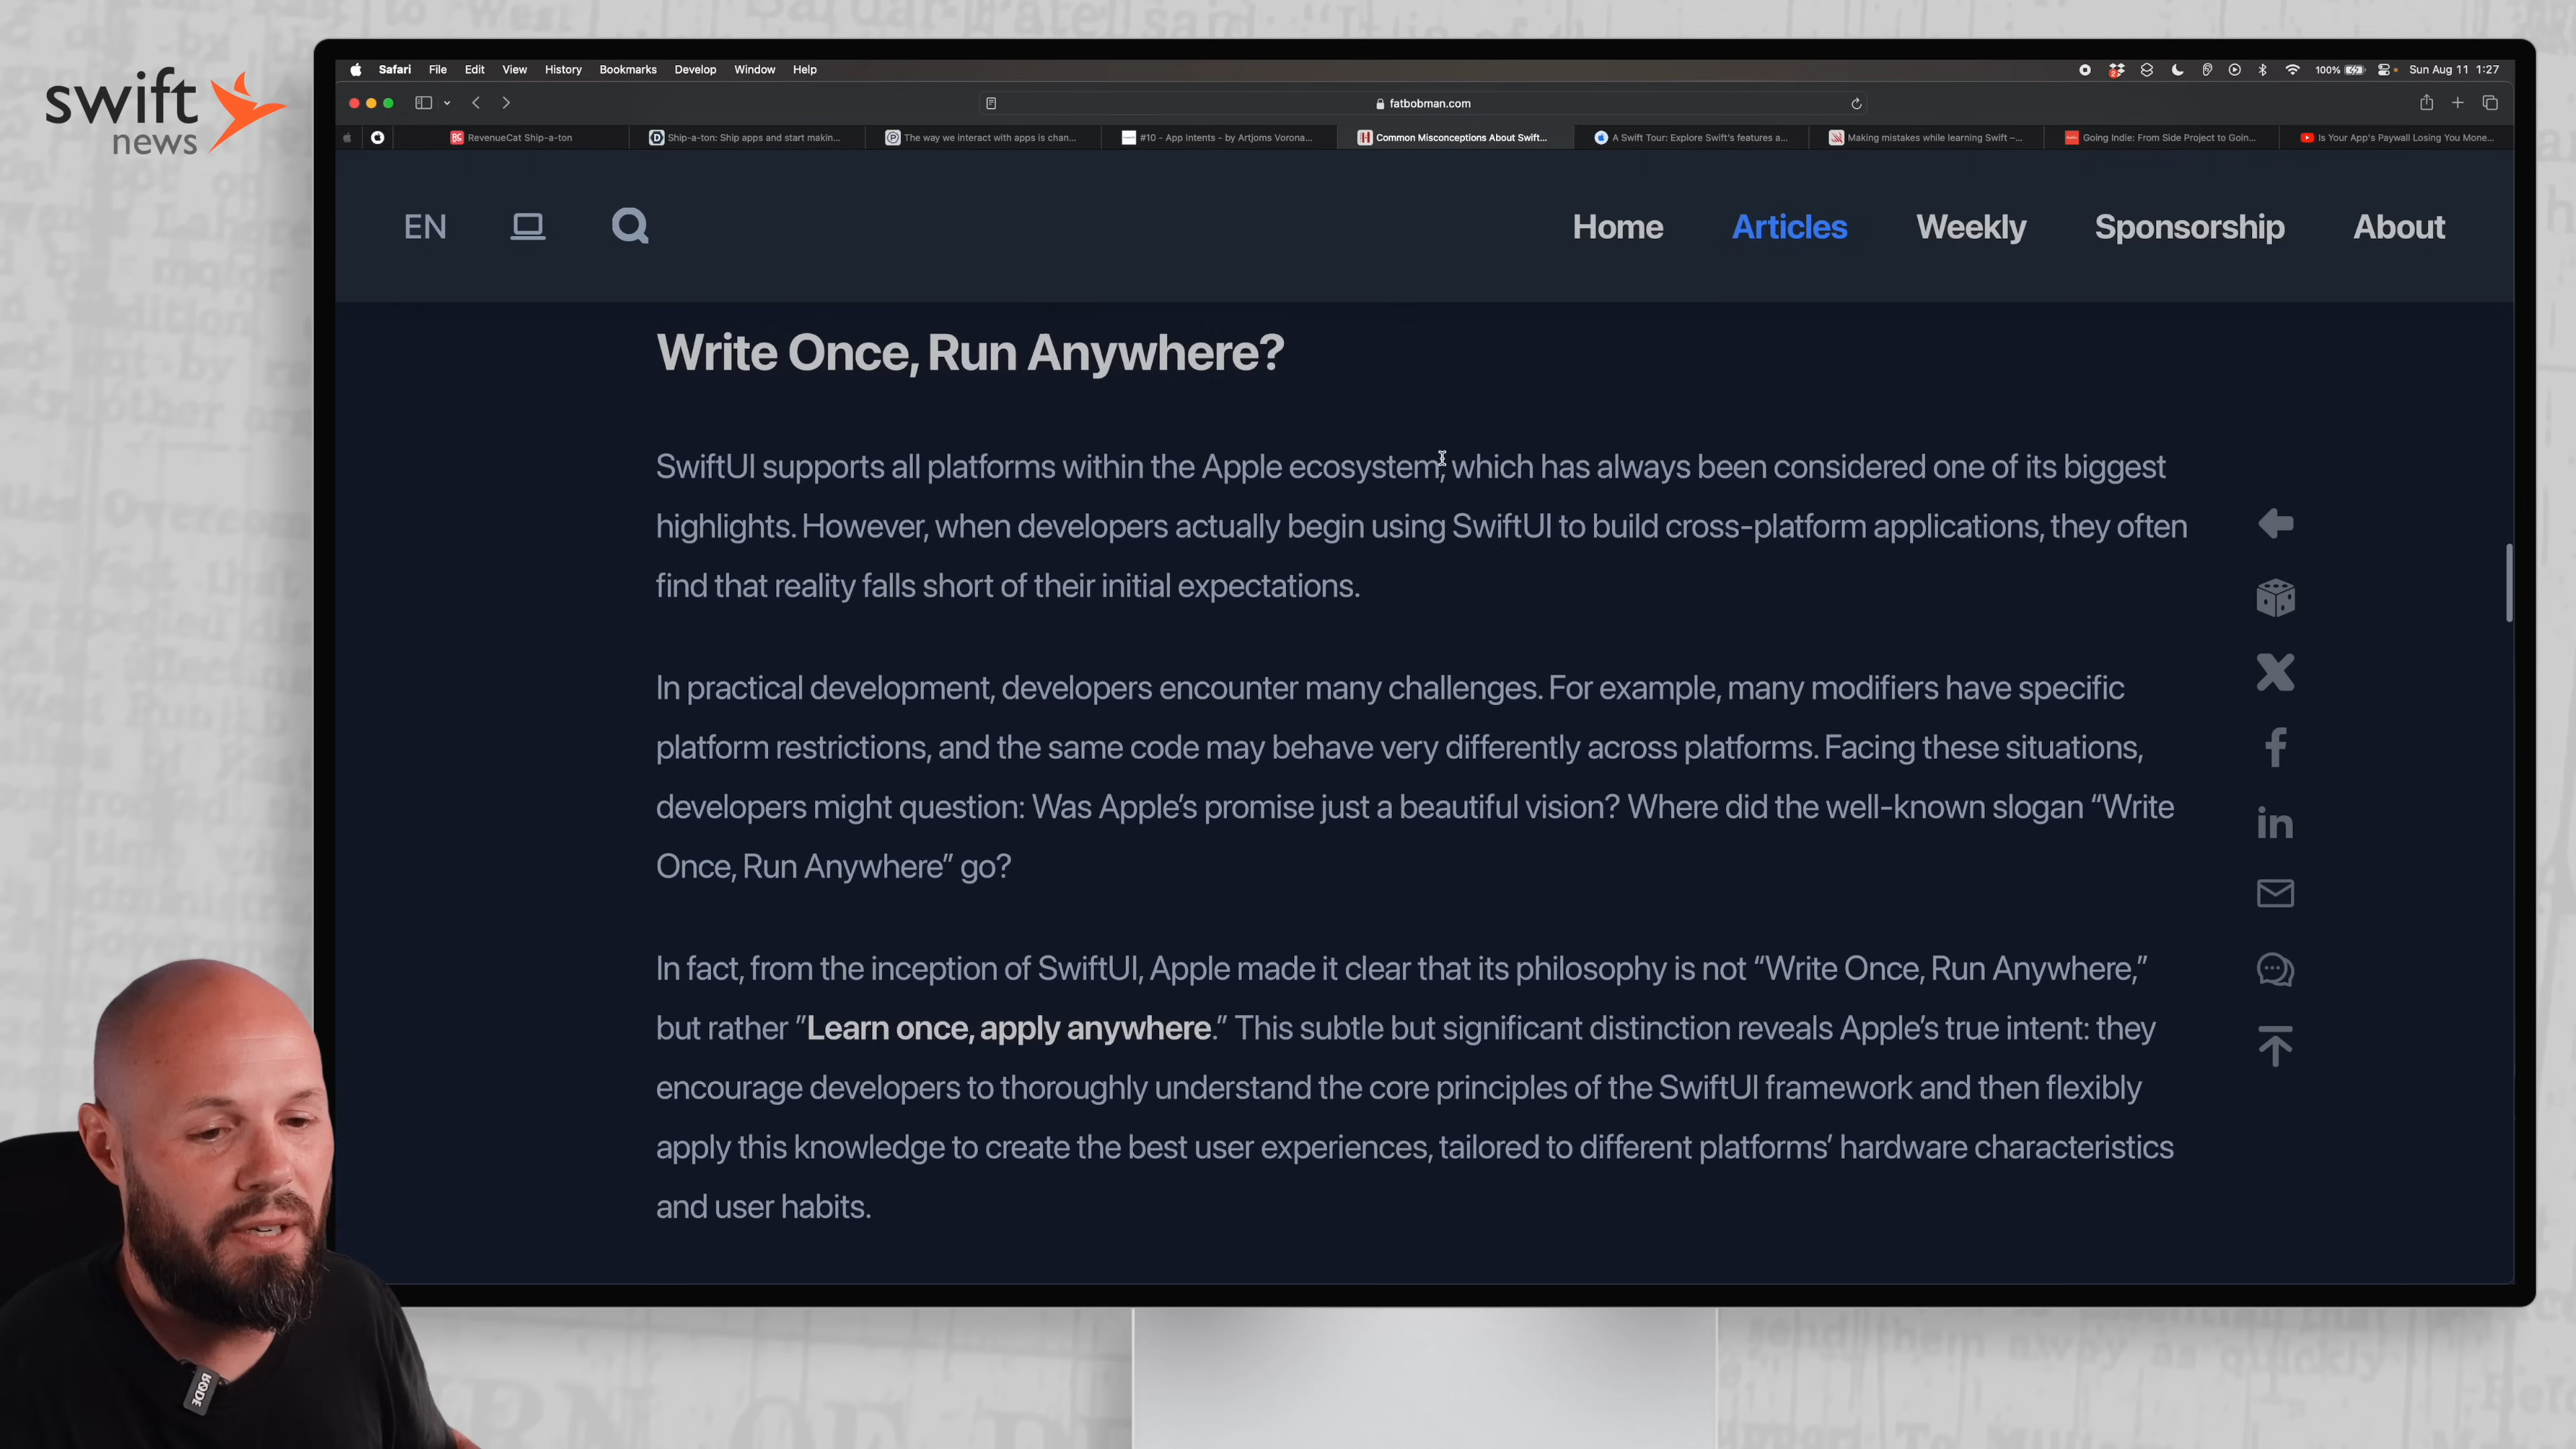 swift
news
Safari File Edit View History Bookmarks Develop Window Help
100% Sun Aug 11 1:27
fatbobman.com
RevenueCat Ship-a-ton
Ship-a-ton: Ship apps and start makin...
The way we interact with apps is chan...
#10 - App Intents - by Artjoms Vorona...
Common Misconceptions About Swift...
A Swift Tour: Explore Swift's features a...
Making mistakes while learning Swift –...
Going Indie: From Side Project to Goin...
Is Your App's Paywall Losing You Mone...
EN Home Articles Weekly Sponsorship About
Write Once, Run Anywhere?
SwiftUI supports all platforms within the Apple ecosystem, which has always been considered one of its biggest
highlights. However, when developers actually begin using SwiftUI to build cross-platform applications, they often
find that reality falls short of their initial expectations.
In practical development, developers encounter many challenges. For example, many modifiers have specific
platform restrictions, and the same code may behave very differently across platforms. Facing these situations,
developers might question: Was Apple’s promise just a beautiful vision? Where did the well-known slogan “Write
Once, Run Anywhere” go?
In fact, from the inception of SwiftUI, Apple made it clear that its philosophy is not “Write Once, Run Anywhere,”
but rather ”Learn once, apply anywhere.” This subtle but significant distinction reveals Apple’s true intent: they
encourage developers to thoroughly understand the core principles of the SwiftUI framework and then flexibly
apply this knowledge to create the best user experiences, tailored to different platforms’ hardware characteristics
and user habits.
RØDE